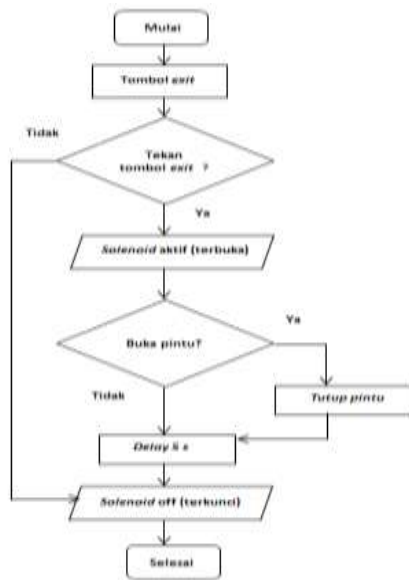 Mulai
Tombol exit
Tidak
Tekan
tombol exit ?
Ya
Solenoid aktif (terbuka)
Buka pintu?
Ya
Tidak
Tutup pintu
Delay 5 s
Solenoid off (terkunci)
Selesai